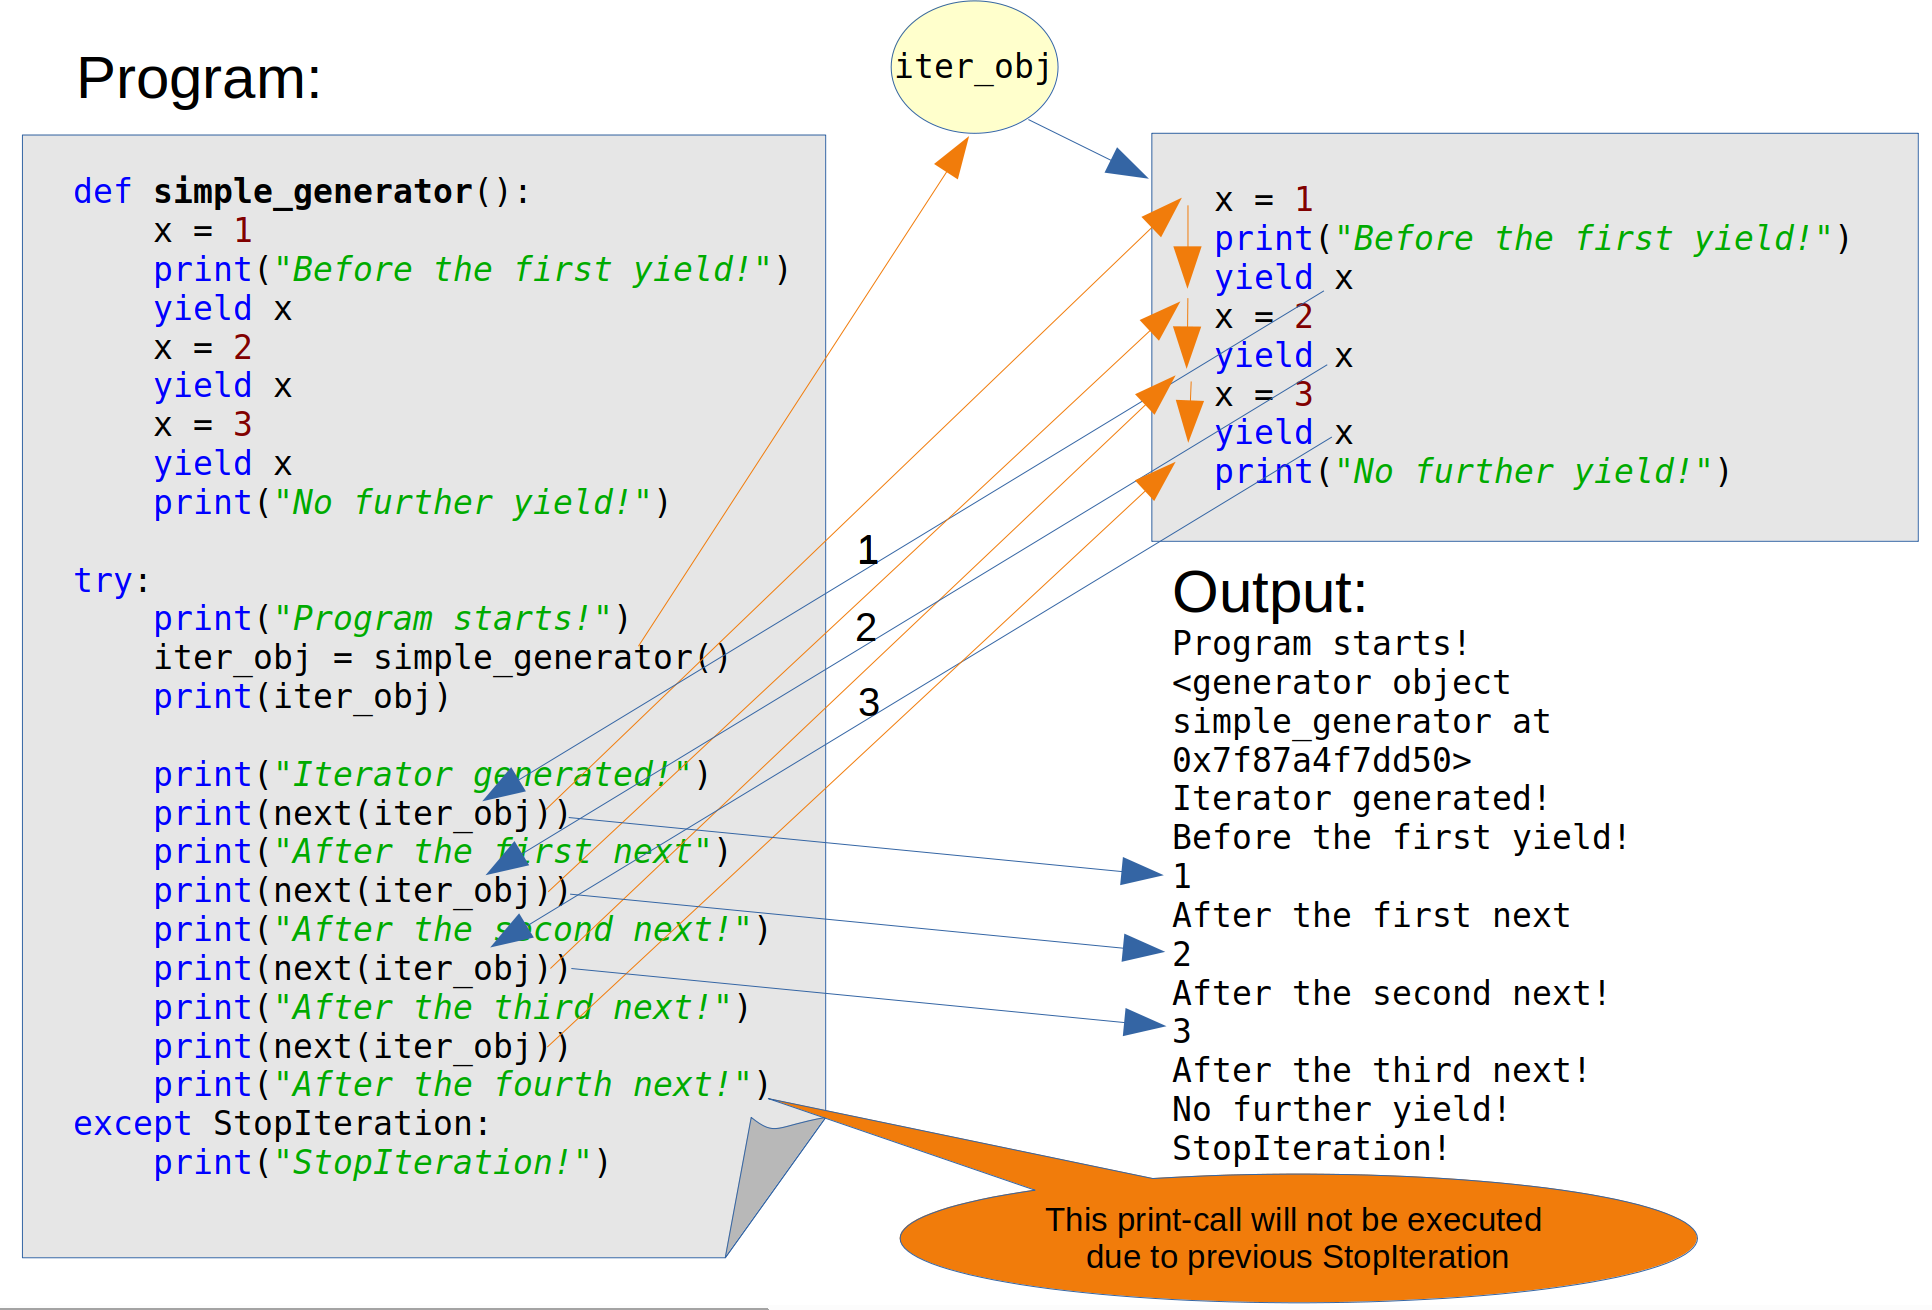 Program:
def simple_generator():
x = 1
print("Before the first yield!")
yield x
x = 2
yield x
x = 3
yield x
print("No further yield!")
try:
print("Program starts!")
iter_obj = simple_generator()
print(iter_obj)
print("Iterator generated!")
print(next(iter_obj))
print("After the first next")
print(next(iter_obj))
print("After the second next!")
print(next(iter_obj))
print("After the third next!")
print(next(iter_obj))
print("After the fourth next!")
except StopIteration:
print("StopIteration!")
iter_obj
1
2
3
x = 1
print("Before the first yield!")
yield x
x = 2
yield x
x = 3
yield x
print("No further yield!")
Output:
Program starts!
<generator object
simple_generator at
0x7f87a4f7dd50>
Iterator generated!
Before the first yield!
1
After the first next
2
After the second next!
3
After the third next!
No further yield!
StopIteration!
This print-call will not be executed
due to previous StopIteration